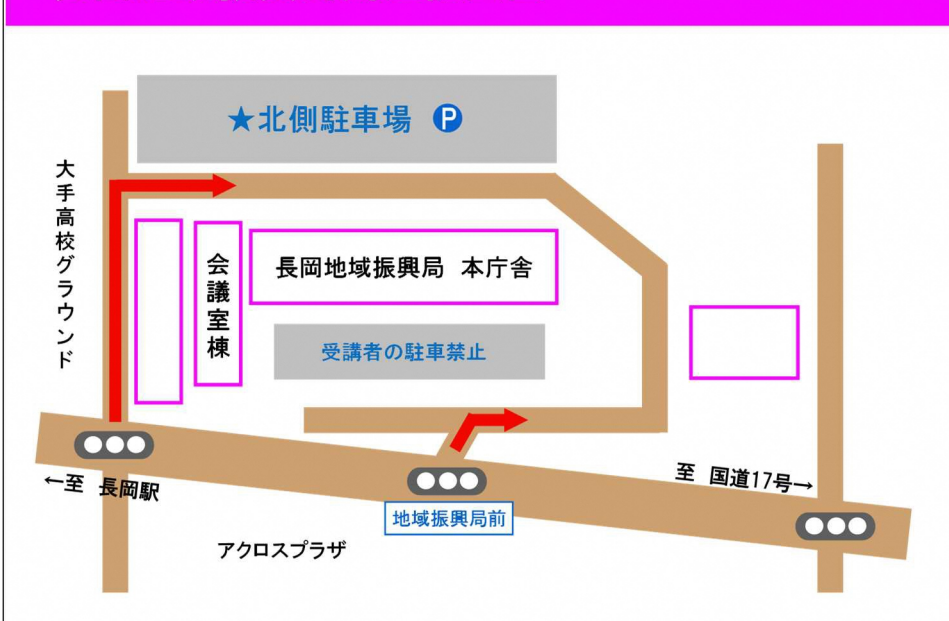 ★北側駐車場 P
大手高校グラウンド
会議室棟
長岡地域振興局 本庁舎
受講者の駐車禁止
←至 長岡駅
至 国道17号→
地域振興局前
アクロスプラザ